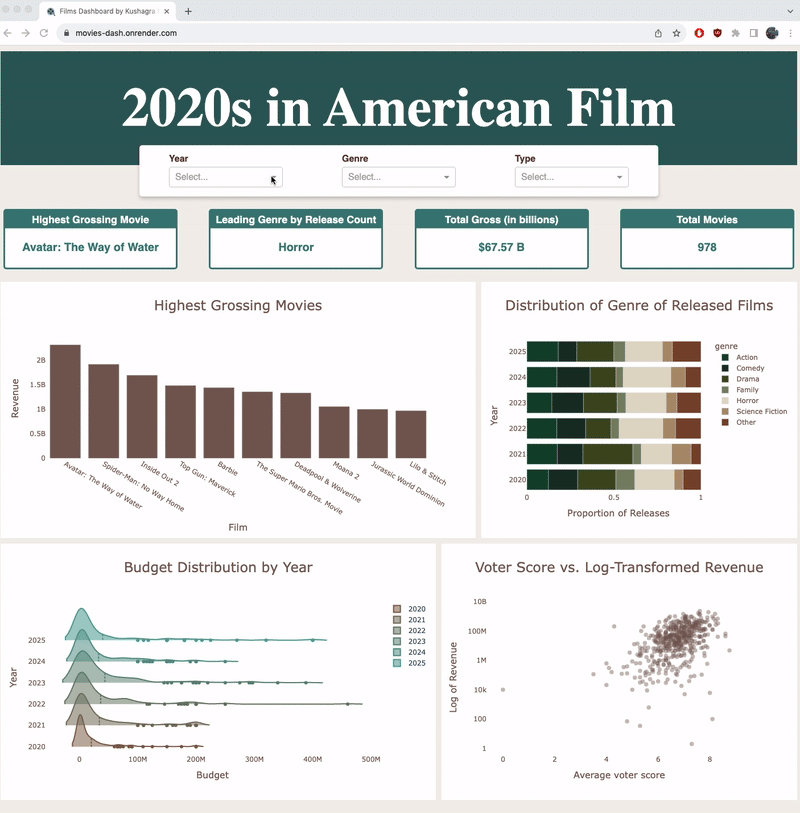 Films Dashboard by Kushagra
movies-dash.onrender.com
2020s in American Film
Year Genre Type
Select... Select... Select...
Highest Grossing Movie
Avatar: The Way of Water
Leading Genre by Release Count
Horror
Total Gross (in billions)
$67.57 B
Total Movies
978
Highest Grossing Movies
Revenue
2B
1.5B
1B
0.5B
0
Avatar: The Way of Water
Spider-Man: No Way Home
Inside Out 2
Top Gun: Maverick
Barbie
The Super Mario Bros. Movie
Deadpool & Wolverine
Moana 2
Jurassic World Dominion
Lilo & Stitch
Film
Distribution of Genre of Released Films
Year
2025
2024
2023
2022
2021
2020
0 0.5 1
Proportion of Releases
genre
Action
Comedy
Drama
Family
Horror
Science Fiction
Other
Budget Distribution by Year
Year
2025
2024
2023
2022
2021
2020
0 100M 200M 300M 400M 500M
Budget
2020
2021
2022
2023
2024
2025
Voter Score vs. Log-Transformed Revenue
Log of Revenue
10B
100M
1M
10k
100
1
0 2 4 6 8
Average voter score